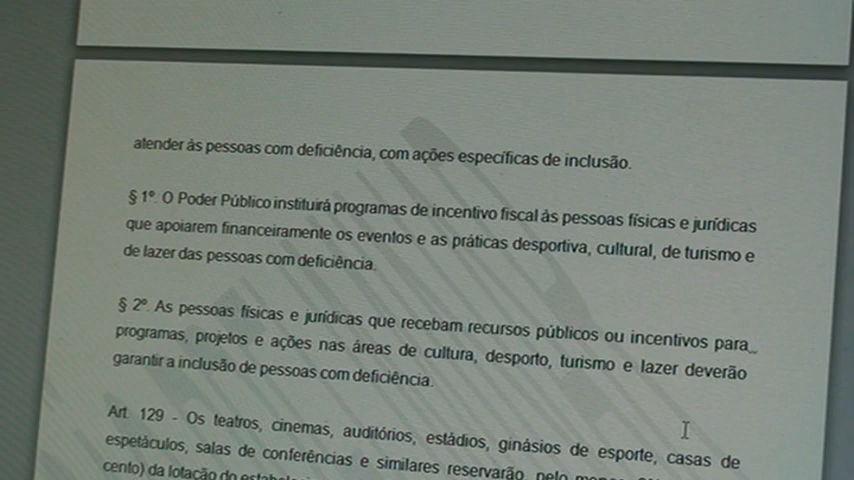 atender às pessoas com deficiência, com ações específicas de inclusão.
§ 1º. O Poder Público instituirá programas de incentivo fiscal às pessoas físicas e jurídicas
que apoiarem financeiramente os eventos e as práticas desportiva, cultural, de turismo e
de lazer das pessoas com deficiência.
§ 2º. As pessoas físicas e jurídicas que recebam recursos públicos ou incentivos para
programas, projetos e ações nas áreas de cultura, desporto, turismo e lazer deverão
garantir a inclusão de pessoas com deficiência.
Art. 129 - Os teatros, cinemas, auditórios, estádios, ginásios de esporte, casas de
espetáculos, salas de conferências e similares reservarão, pelo menos
cento) da lotação do